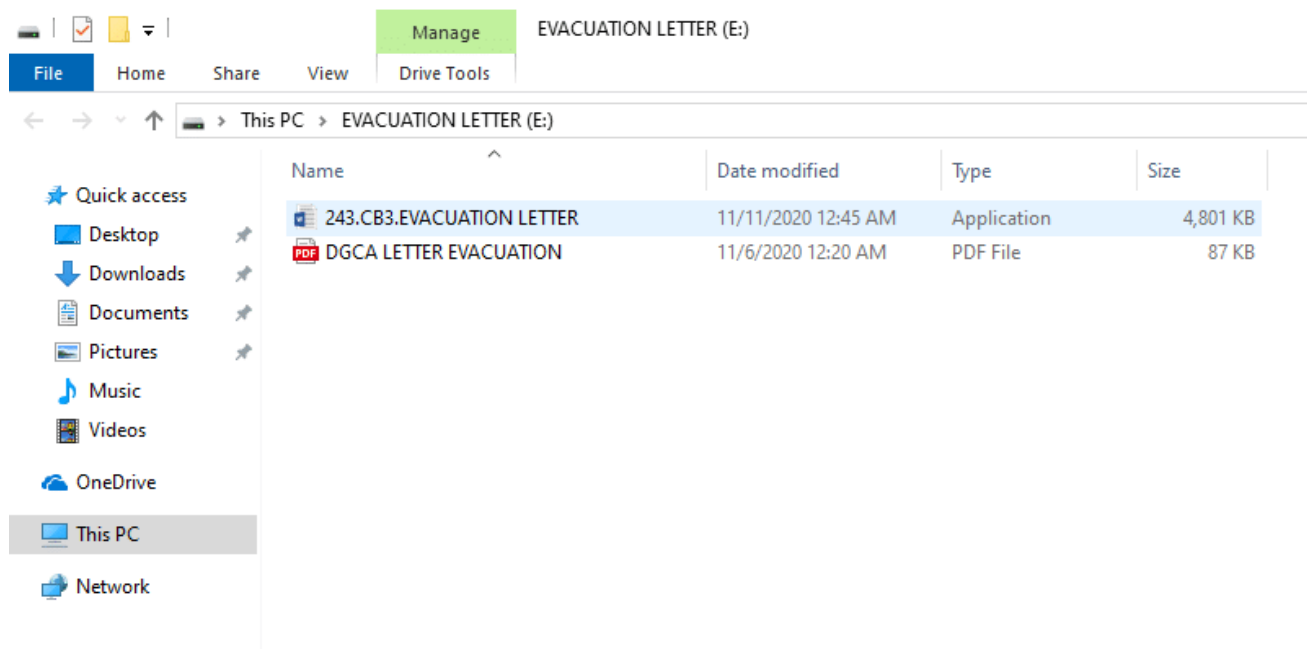 Manage EVACUATION LETTER (E:)
File Home Share View Drive Tools
This PC > EVACUATION LETTER (E:)
Name Date modified Type Size
Quick access
243.CB3.EVACUATION LETTER 11/11/2020 12:45 AM Application 4,801 KB
Desktop
PDF DGCA LETTER EVACUATION 11/6/2020 12:20 AM PDF File 87 KB
Downloads
Documents
Pictures
Music
Videos
OneDrive
This PC
Network